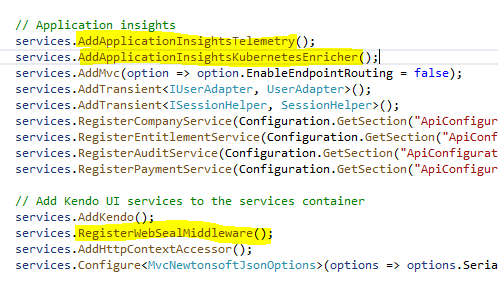 // Application insights
services.AddApplicationInsightsTelemetry();
services.AddApplicationInsightsKubernetesEnricher();
services.AddMvc(option => option.EnableEndpointRouting = false);
services.AddTransient<IUserAdapter, UserAdapter>();
services.AddTransient<ISessionHelper, SessionHelper>();
services.RegisterCompanyService(Configuration.GetSection("ApiConfigur
services.RegisterEntitlementService(Configuration.GetSection("ApiConf
services.RegisterAuditService(Configuration.GetSection("ApiConfigurat
services.RegisterPaymentService(Configuration.GetSection("ApiConfigur
// Add Kendo UI services to the services container
services.AddKendo();
services.RegisterWebSealMiddleware();
services.AddHttpContextAccessor();
services.Configure<MvcNewtonsoftJsonOptions>(options => options.Seria